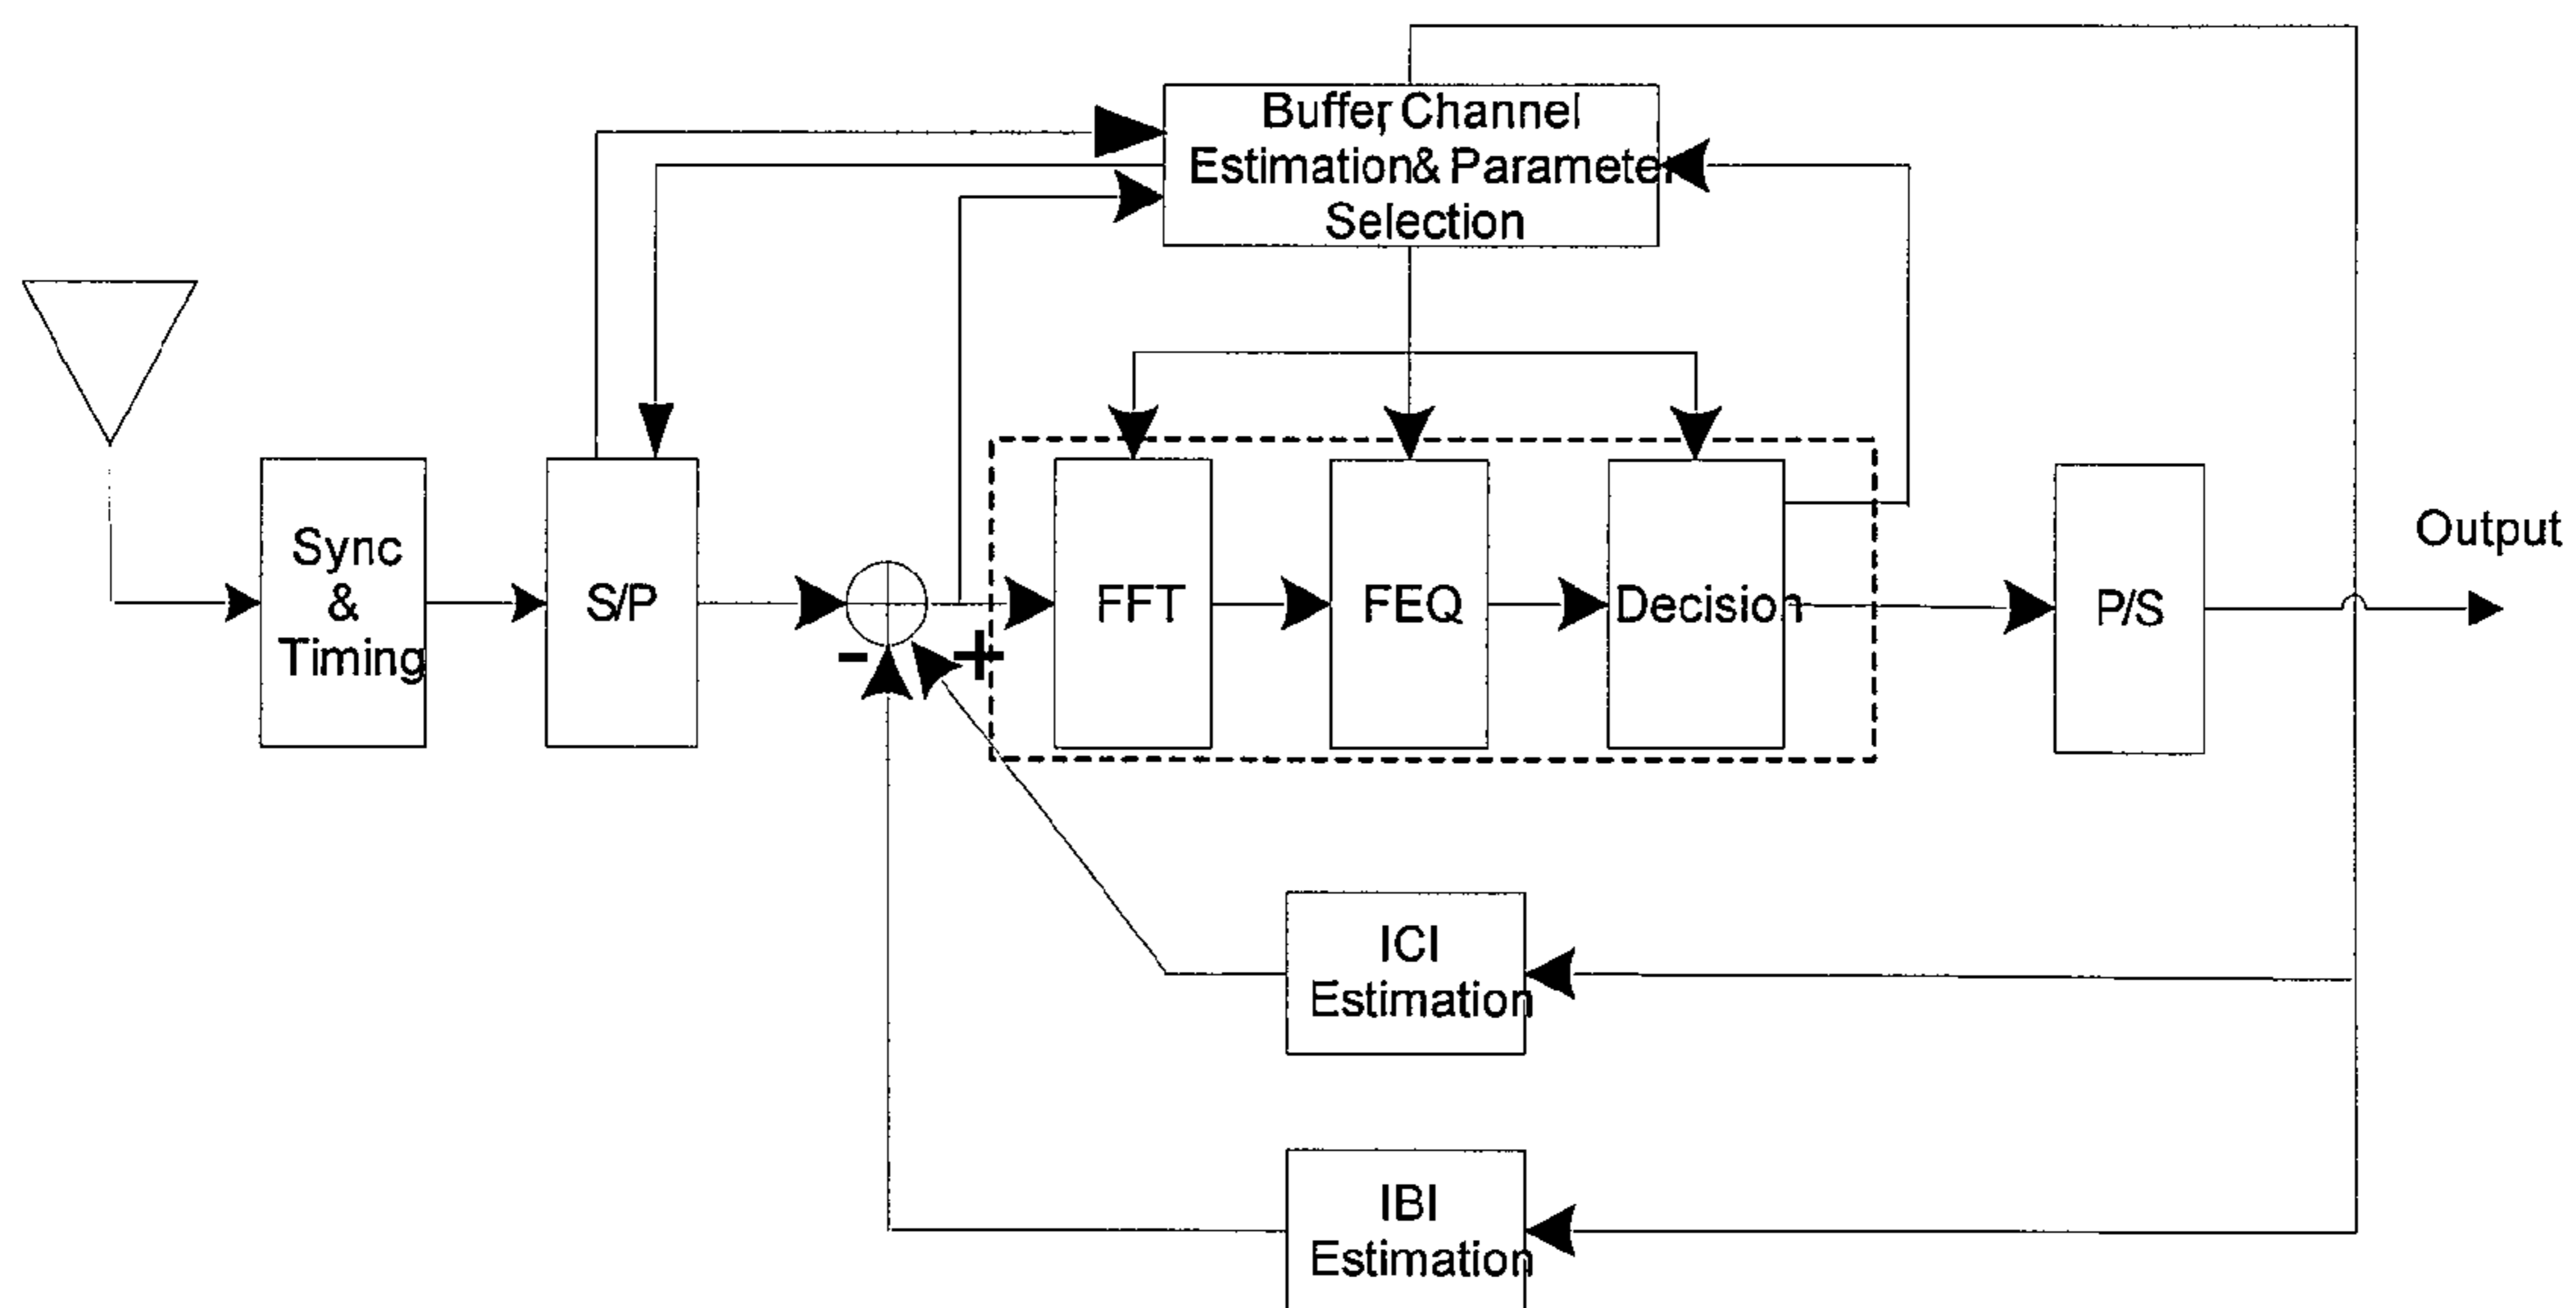 Buffer, Channel
Estimation& Parameter
Selection
Sync
&
Timing
S/P
-
+
FFT
FEQ
Decision
P/S
Output
ICI
Estimation
IBI
Estimation